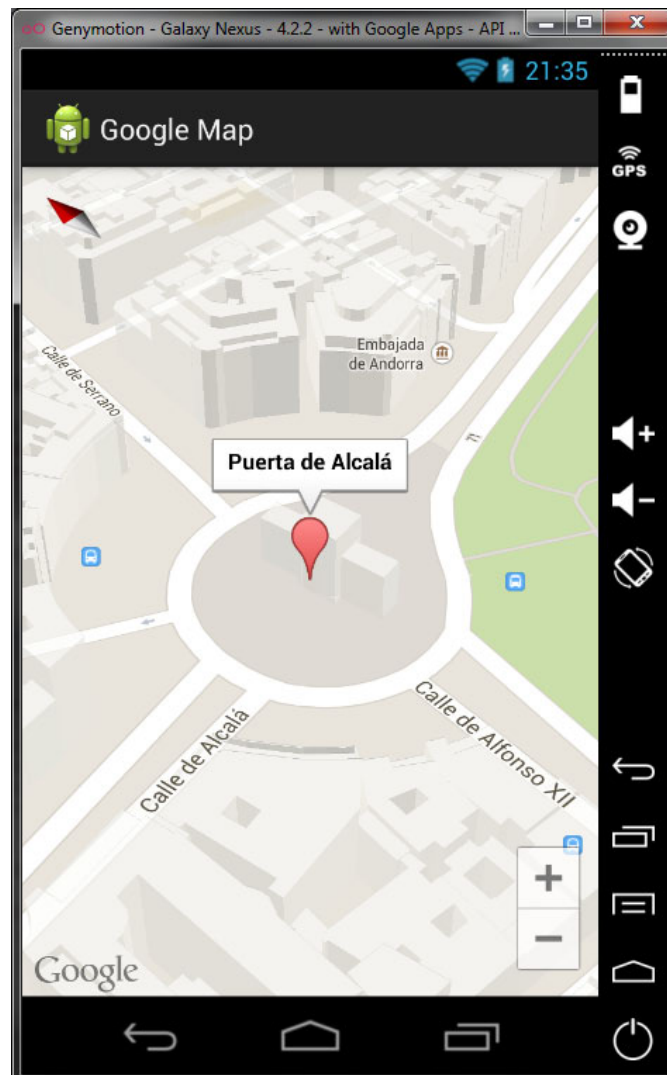 Genymotion - Galaxy Nexus - 4.2.2 - with Google Apps - API ...
21:35
Google Map
GPS
Embajada
de Andorra
Calle de Serrano
Puerta de Alcalá
Calle de Alcalá
Calle de Alfonso XII
Google